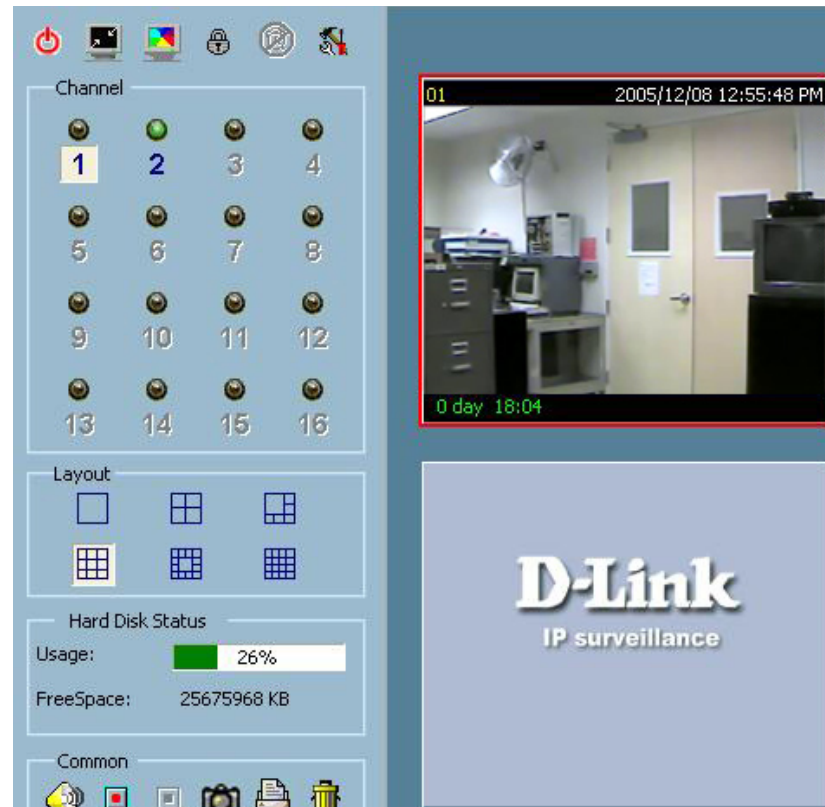 Channel
1 2 3 4
5 6 7 8
9 10 11 12
13 14 15 16
Layout
Hard Disk Status
Usage: 26%
FreeSpace: 25675968 KB
Common
01 2005/12/08 12:55:48 PM
0 day 18:04
D-Link
IP surveillance